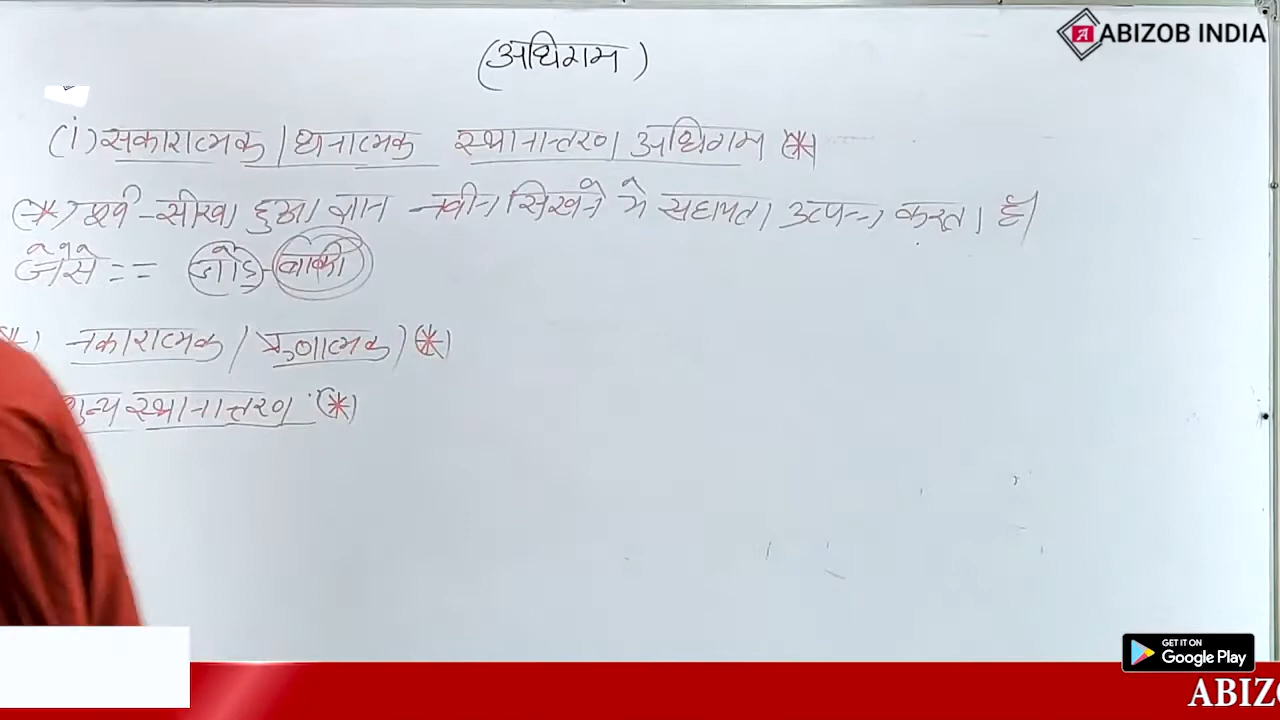 ABIZOB INDIA
(अधिगम)
(i) सकारात्मक / धनात्मक स्थानान्तरण अधिगम (*)
(*) पूर्व सीखा हुआ ज्ञान नवीन सिखने मे सहायता उत्पन्न करता है।
जैसे == जोड़-बाकी
(*) नकारात्मक / ऋणात्मक) (*)
शून्य स्थानान्तरण (*)
GET IT ON
Google Play
ABIZ